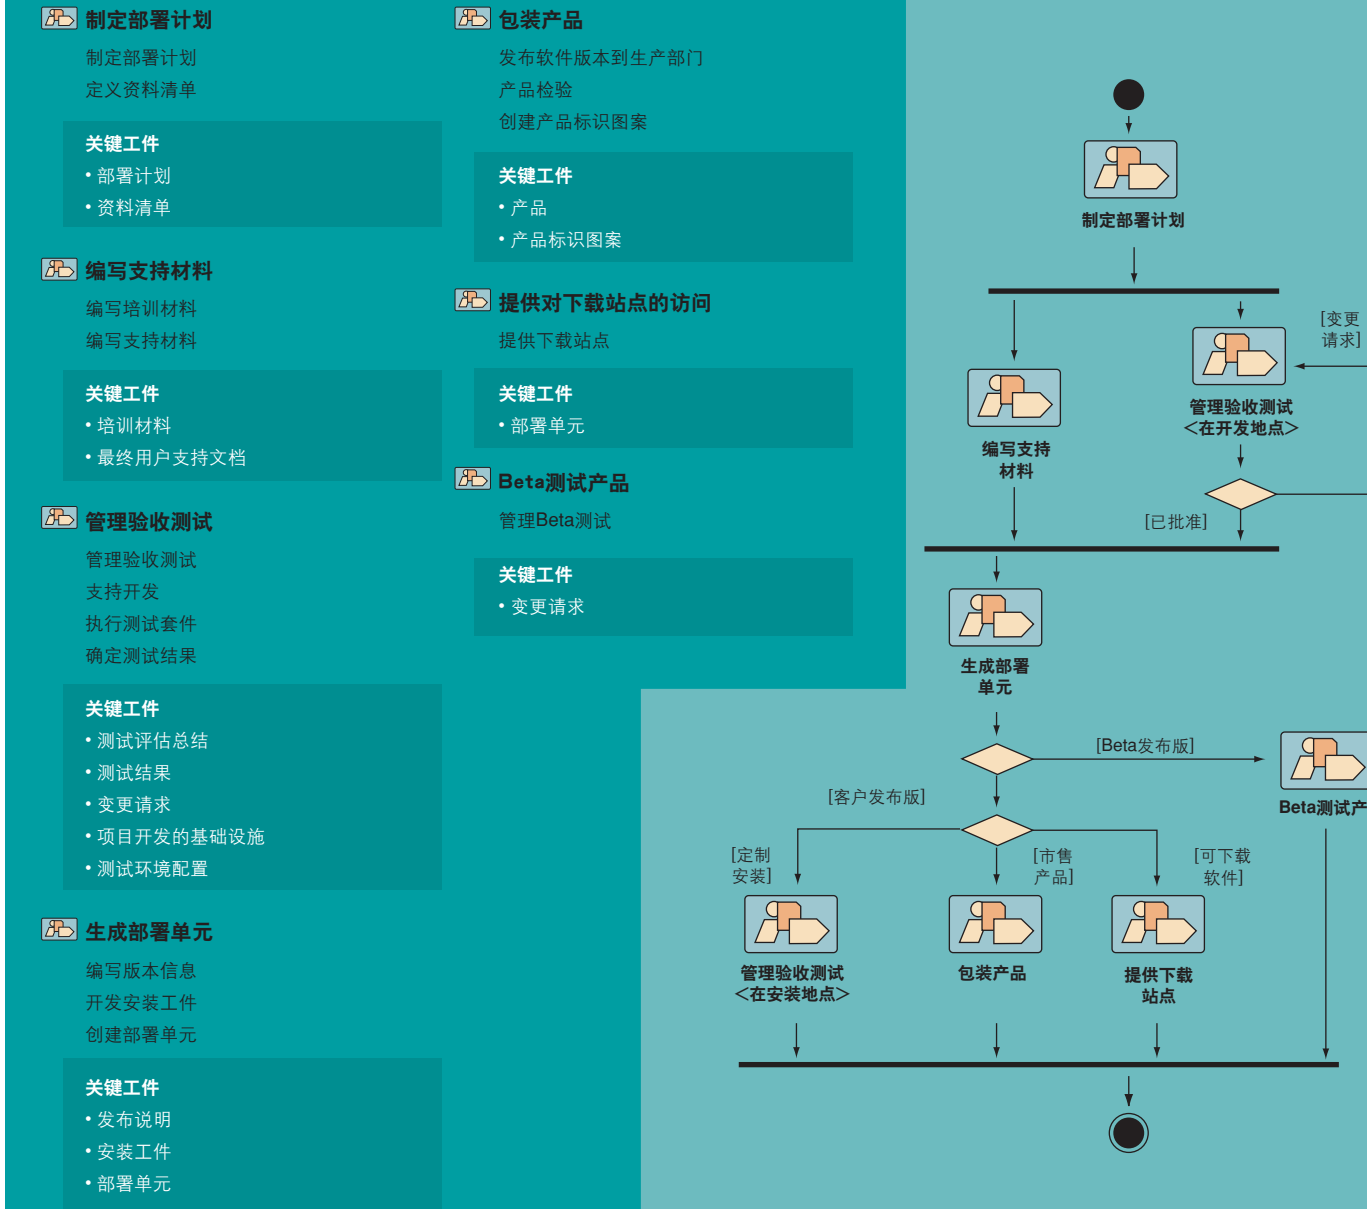 制定部署计划
制定部署计划
定义资料清单
关键工件
• 部署计划
• 资料清单
编写支持材料
编写培训材料
编写支持材料
关键工件
• 培训材料
• 最终用户支持文档
管理验收测试
管理验收测试
支持开发
执行测试套件
确定测试结果
关键工件
• 测试评估总结
• 测试结果
• 变更请求
• 项目开发的基础设施
• 测试环境配置
生成部署单元
编写版本信息
开发安装工件
创建部署单元
关键工件
• 发布说明
• 安装工件
• 部署单元
包装产品
发布软件版本到生产部门
产品检验
创建产品标识图案
关键工件
• 产品
• 产品标识图案
提供对下载站点的访问
提供下载站点
关键工件
• 部署单元
Beta测试产品
管理Beta测试
关键工件
• 变更请求
制定部署计划
[变更
请求]
管理验收测试
<在开发地点>
编写支持
材料
[已批准]
生成部署
单元
[Beta发布版]
Beta测试产
[客户发布版]
[定制
安装]
[市售
产品]
[可下载
软件]
管理验收测试
<在安装地点>
包装产品
提供下载
站点